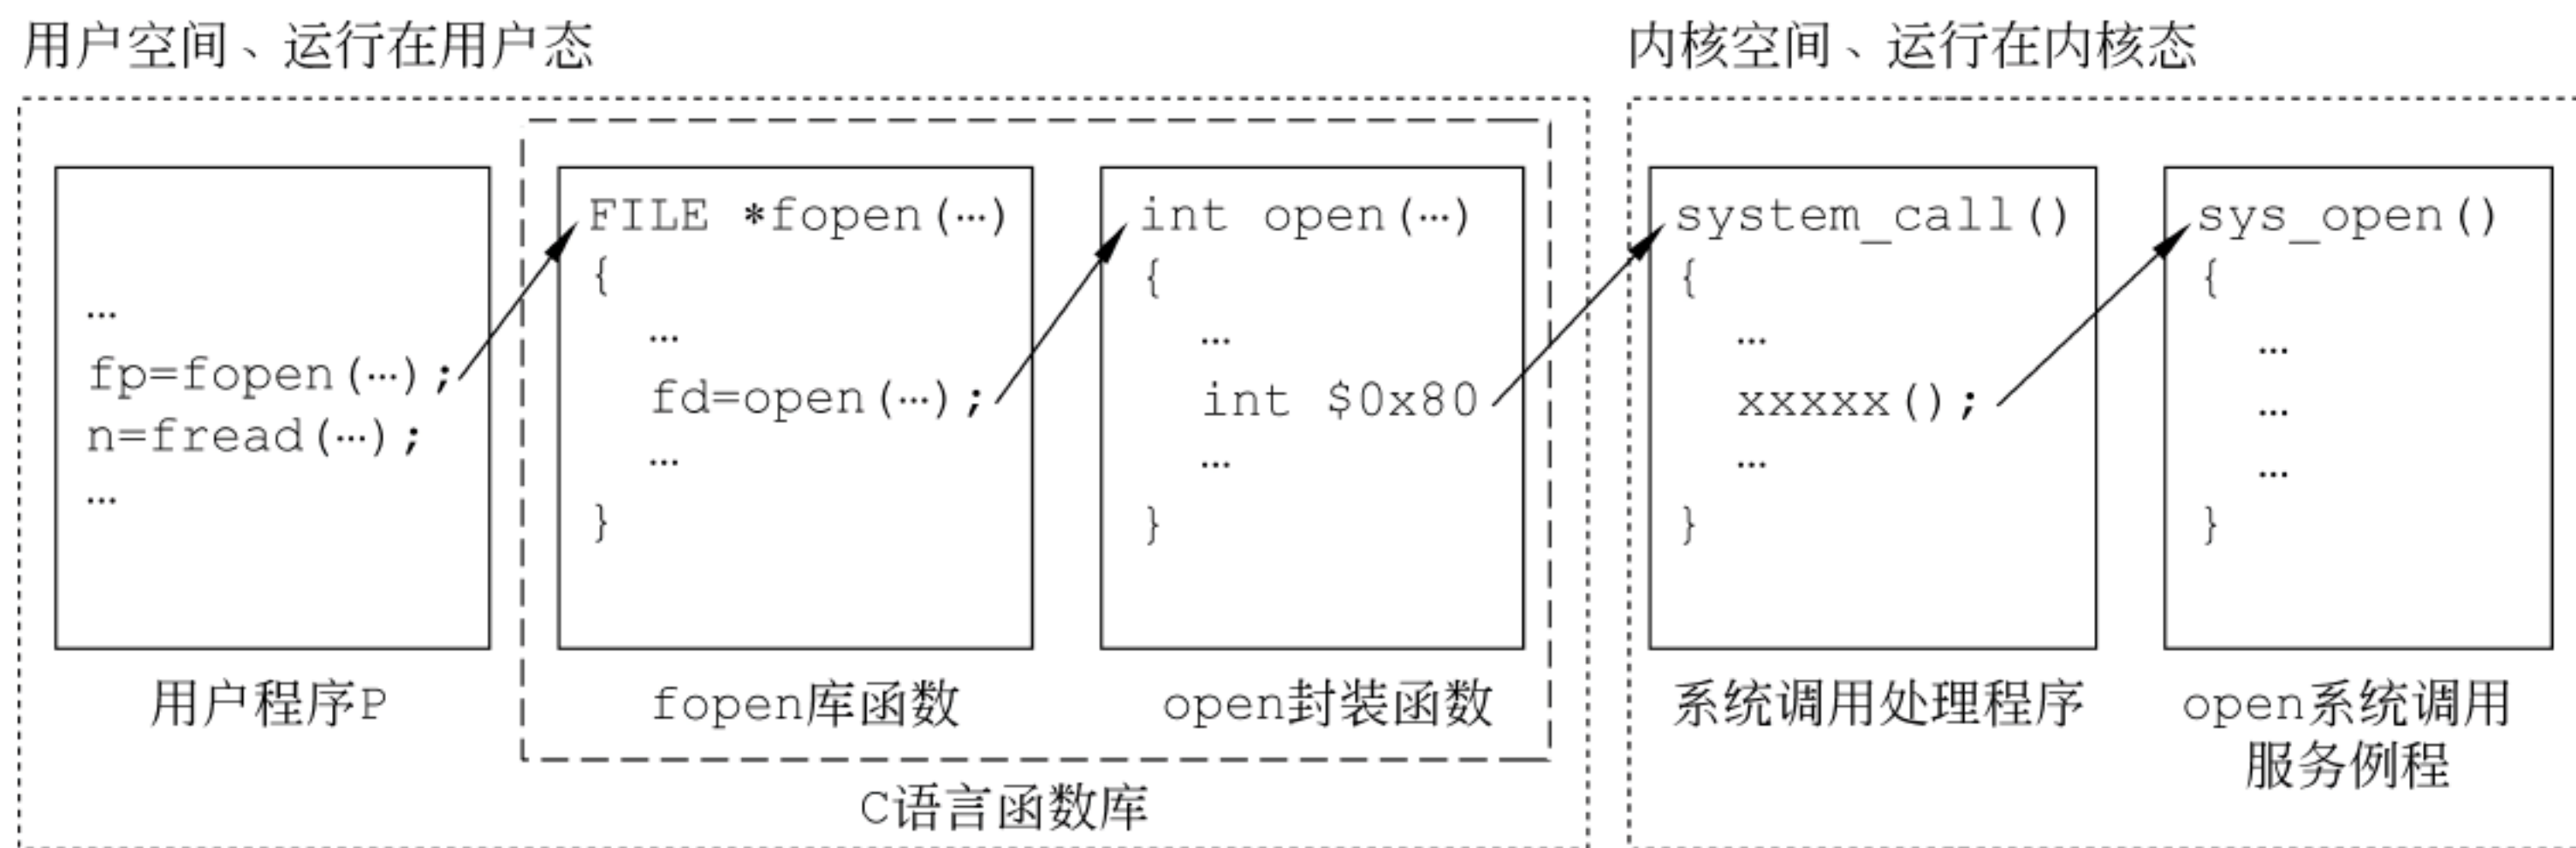 用户空间、运行在用户态
内核空间、运行在内核态
…
fp=fopen(…);
n=fread(…);
…
用户程序P
FILE *fopen(…)
{
…
fd=open(…);
…
}
fopen库函数
int open(…)
{
…
int $0x80
…
}
open封装函数
C语言函数库
system_call()
{
…
xxxxx();
…
}
系统调用处理程序
sys_open()
{
…
…
…
}
open系统调用
服务例程